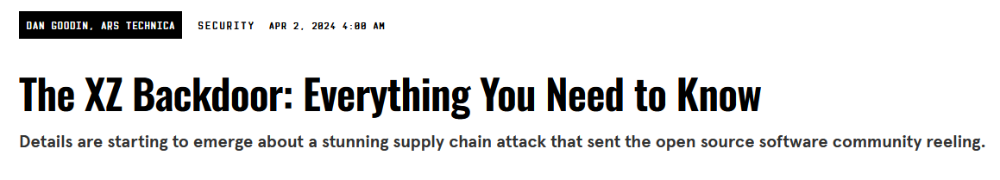 DAN GOODIN, ARS TECHNICA SECURITY APR 2, 2024 4:00 AM
The XZ Backdoor: Everything You Need to Know
Details are starting to emerge about a stunning supply chain attack that sent the open source software community reeling.